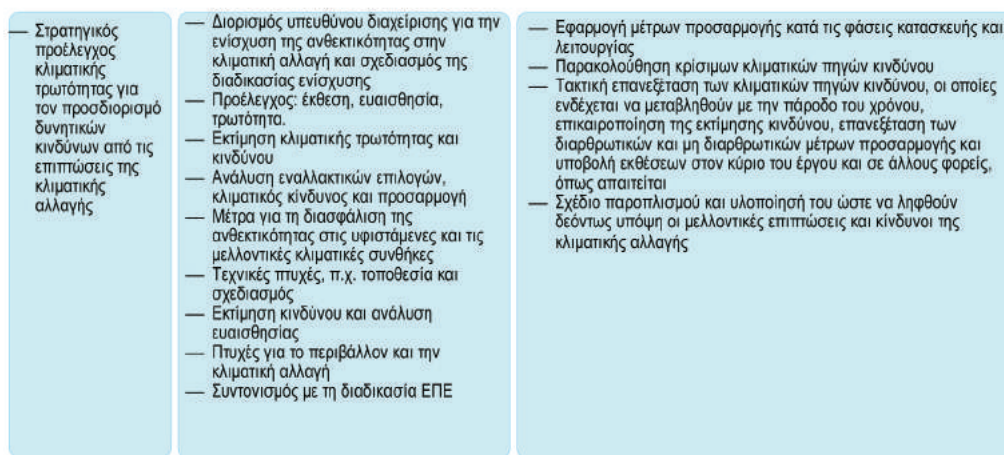 — Στρατηγικός
προέλεγχος
κλιματικής
τρωτότητας για
τον προσδιορισμό
δυνητικών
κινδύνων από τις
επιπτώσεις της
κλιματικής
αλλαγής
— Διορισμός υπευθύνου διαχείρισης για την
ενίσχυση της ανθεκτικότητας στην
κλιματική αλλαγή και σχεδιασμός της
διαδικασίας ενίσχυσης
— Προέλεγχος: έκθεση, ευαισθησία,
τρωτότητα.
— Εκτίμηση κλιματικής τρωτότητας και
κινδύνου
— Ανάλυση εναλλακτικών επιλογών,
κλιματικός κίνδυνος και προσαρμογή
— Μέτρα για τη διασφάλιση της
ανθεκτικότητας στις υφιστάμενες και τις
μελλοντικές κλιματικές συνθήκες
— Τεχνικές πτυχές, π.χ. τοποθεσία και
σχεδιασμός
— Εκτίμηση κινδύνου και ανάλυση
ευαισθησίας
— Πτυχές για το περιβάλλον και την
κλιματική αλλαγή
— Συντονισμός με τη διαδικασία ΕΠΕ
— Εφαρμογή μέτρων προσαρμογής κατά τις φάσεις κατασκευής και
λειτουργίας
— Παρακολούθηση κρίσιμων κλιματικών πηγών κινδύνου
— Τακτική επανεξέταση των κλιματικών πηγών κινδύνου, οι οποίες
ενδέχεται να μεταβληθούν με την πάροδο του χρόνου,
επικαιροποίηση της εκτίμησης κινδύνου, επανεξέταση των
διαρθρωτικών και μη διαρθρωτικών μέτρων προσαρμογής και
υποβολή εκθέσεων στον κύριο του έργου και σε άλλους φορείς,
όπως απαιτείται
— Σχέδιο παροπλισμού και υλοποίησή του ώστε να ληφθούν
δεόντως υπόψη οι μελλοντικές επιπτώσεις και κίνδυνοι της
κλιματικής αλλαγής